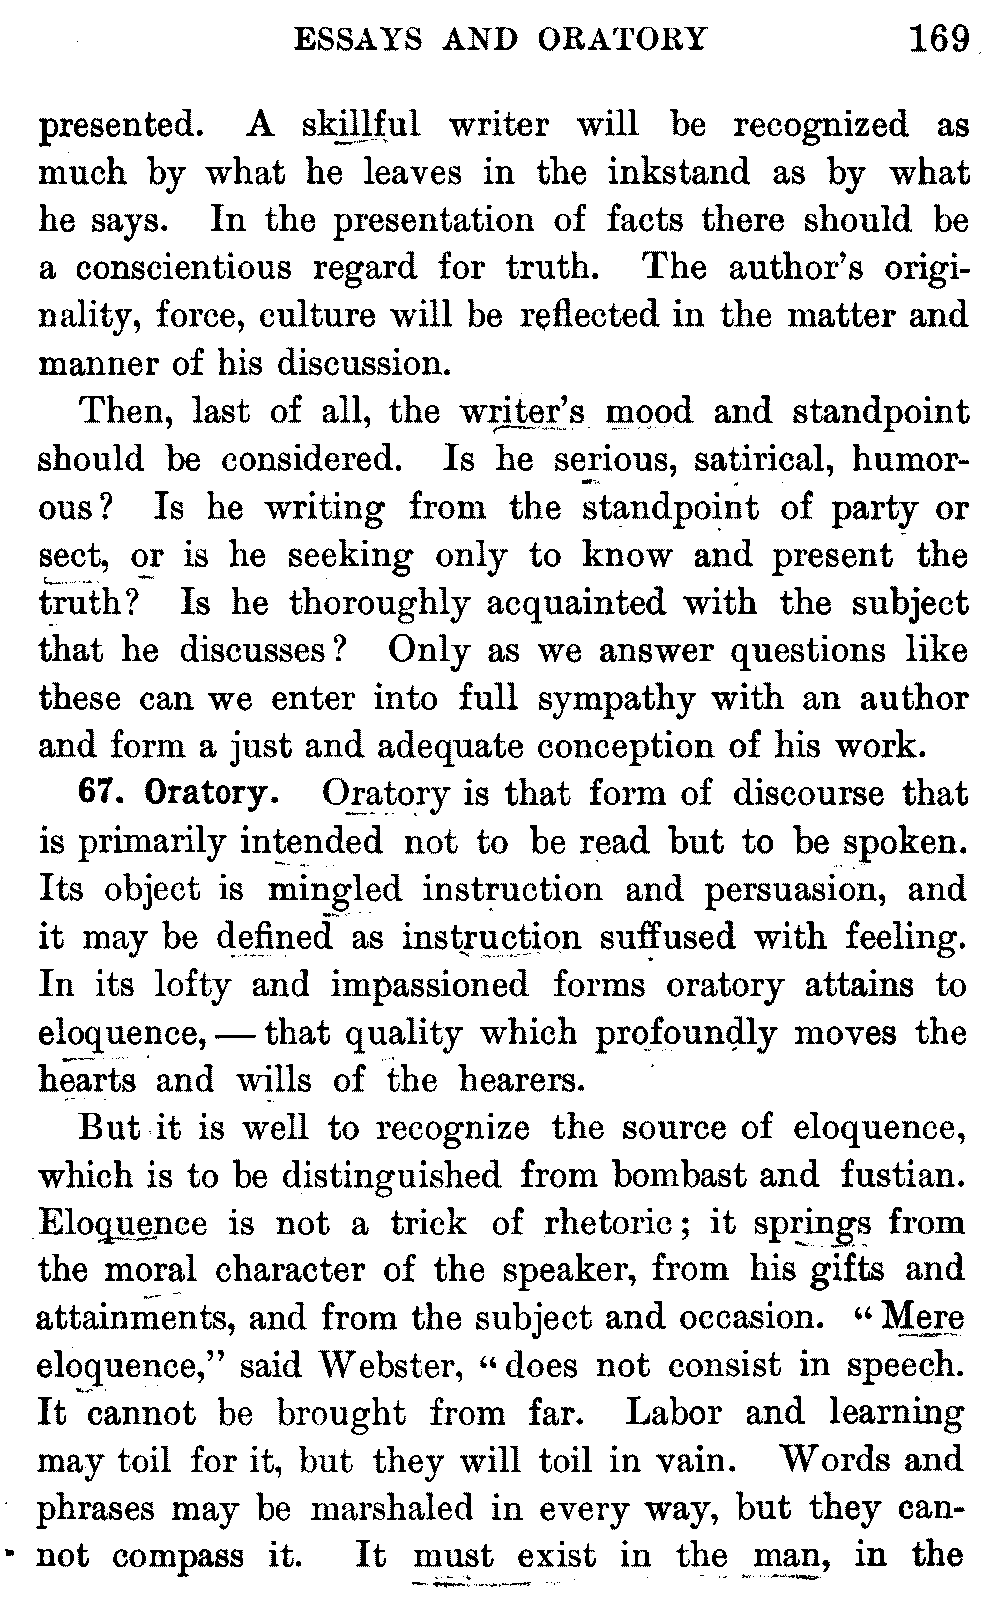 ESSAYS AND ORATORY 169
presented. A skillful writer will be recognized as
much by what he leaves in the inkstand as by what
he says. In the presentation of facts there should be
a conscientious regard for truth. The author's origi-
nality, force, culture will be reflected in the matter and
manner of his discussion.
Then, last of all, the writer's mood and standpoint
should be considered. Is he serious, satirical, humor-
ous? Is he writing from the standpoint of party or
sect, or is he seeking only to know and present the
truth? Is he thoroughly acquainted with the subject
that he discusses? Only as we answer questions like
these can we enter into full sympathy with an author
and form a just and adequate conception of his work.
67. Oratory. Oratory is that form of discourse that
is primarily intended not to be read but to be spoken.
Its object is mingled instruction and persuasion, and
it may be defined as instruction suffused with feeling.
In its lofty and impassioned forms oratory attains to
eloquence, — that quality which profoundly moves the
hearts and wills of the hearers.
But it is well to recognize the source of eloquence,
which is to be distinguished from bombast and fustian.
Eloquence is not a trick of rhetoric; it springs from
the moral character of the speaker, from his gifts and
attainments, and from the subject and occasion. “Mere
eloquence,” said Webster, “does not consist in speech.
It cannot be brought from far. Labor and learning
may toil for it, but they will toil in vain. Words and
phrases may be marshaled in every way, but they can-
not compass it. It must exist in the man, in the